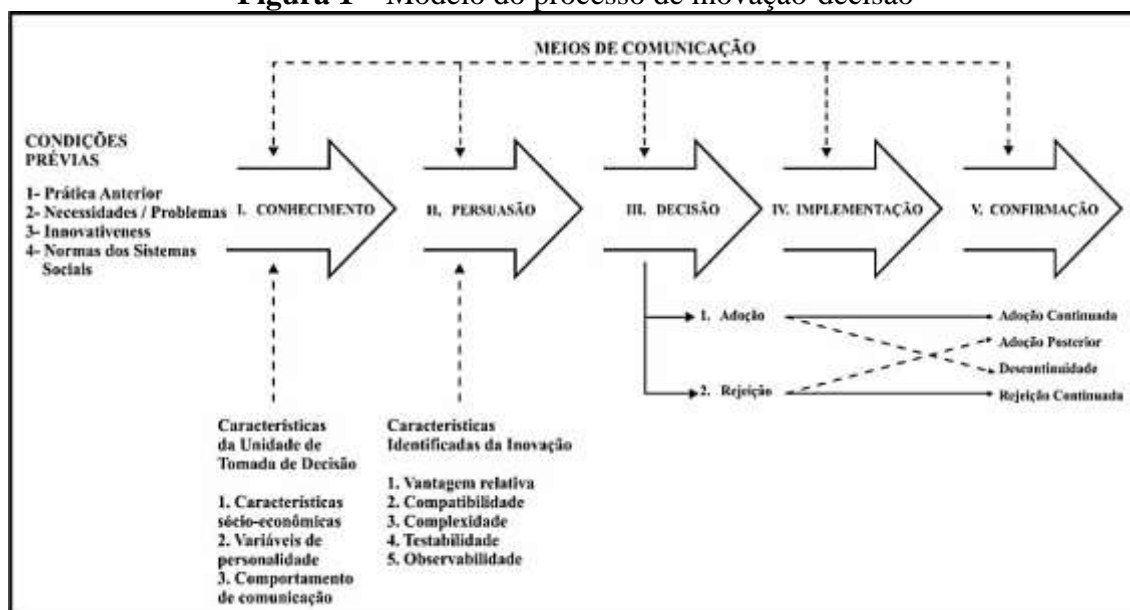 Figura 1 – Modelo do processo de inovação-decisão
MEIOS DE COMUNICAÇÃO
CONDIÇÕES
PRÉVIAS
1- Prática Anterior
2- Necessidades / Problemas
3- Innovativeness
4- Normas dos Sistemas
Sociais
I. CONHECIMENTO
II. PERSUASÃO
III. DECISÃO
IV. IMPLEMENTAÇÃO
V. CONFIRMAÇÃO
1. Adoção
2. Rejeição
Adoção Continuada
Adoção Posterior
Descontinuidade
Rejeição Continuada
Características
da Unidade de
Tomada de Decisão
1. Características
sócio-econômicas
2. Variáveis de
personalidade
3. Comportamento
de comunicação
Características
Identificadas da Inovação
1. Vantagem relativa
2. Compatibilidade
3. Complexidade
4. Testabilidade
5. Observabilidade